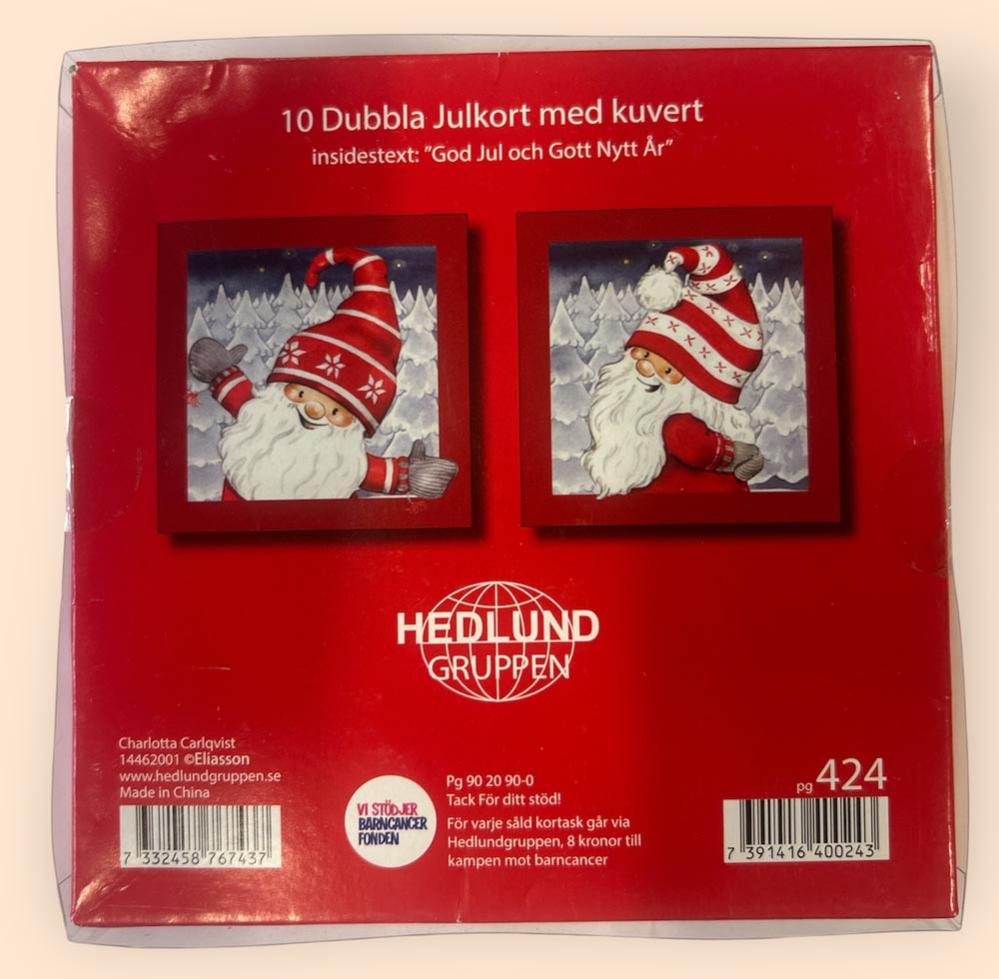 10 Dubbla Julkort med kuvert
insidestext: ”God Jul och Gott Nytt År”
HEDLUND
GRUPPEN
Charlotta Carlqvist
14462001 ©Eliasson
www.hedlundgruppen.se
Made in China
7 332458 767437
VI STÖDJER
BARNCANCER
FONDEN
Pg 90 20 90-0
Tack För ditt stöd!
För varje såld kortask går via
Hedlundgruppen, 8 kronor till
kampen mot barncancer
pg 424
7 391416 400243